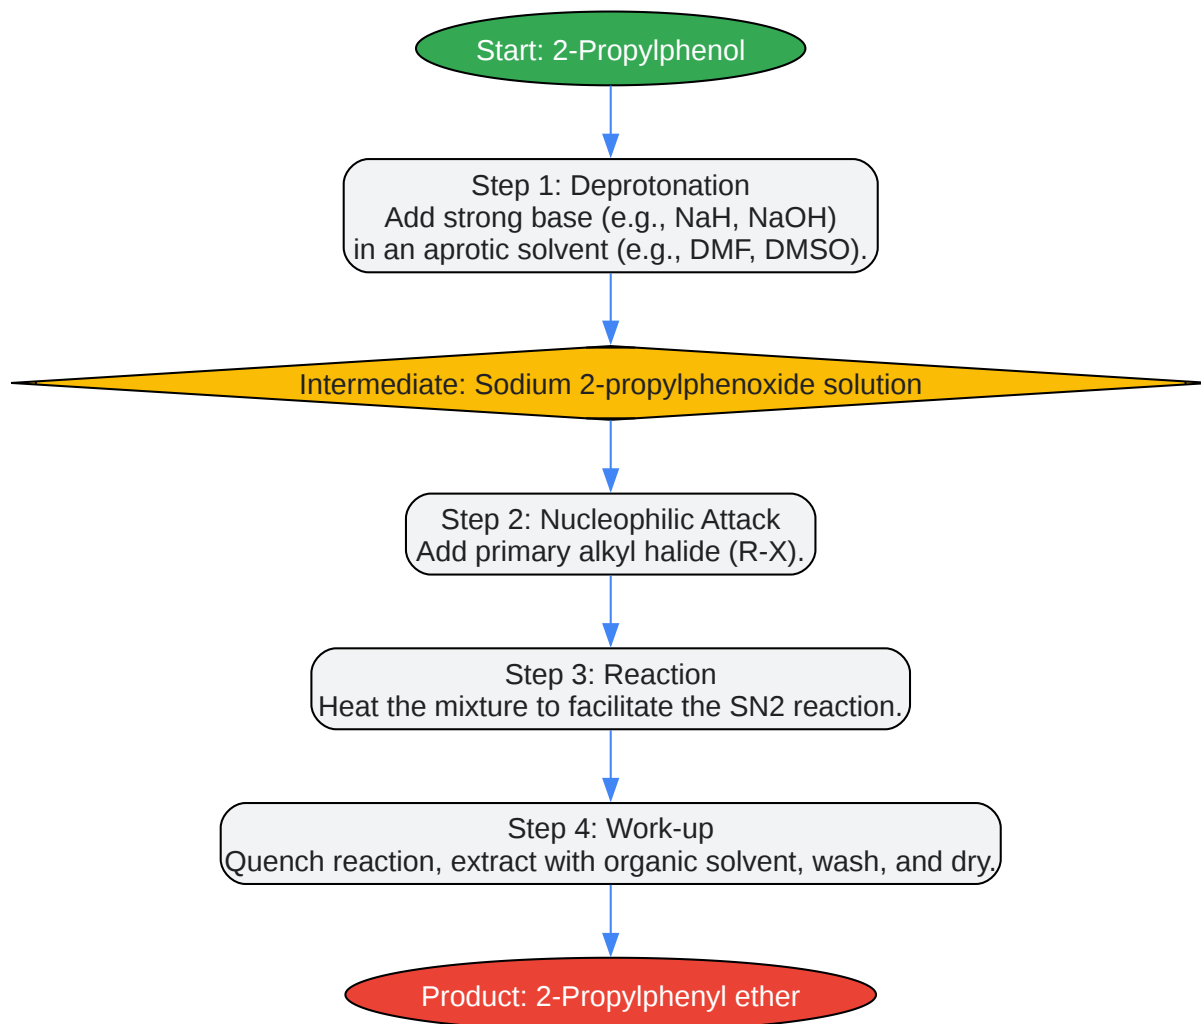 Start: 2-Propylphenol
Step 1: Deprotonation
Add strong base (e.g., NaH, NaOH)
in an aprotic solvent (e.g., DMF, DMSO).
Intermediate: Sodium 2-propylphenoxide solution
Step 2: Nucleophilic Attack
Add primary alkyl halide (R-X).
Step 3: Reaction
Heat the mixture to facilitate the SN2 reaction.
Step 4: Work-up
Quench reaction, extract with organic solvent, wash, and dry.
Product: 2-Propylphenyl ether